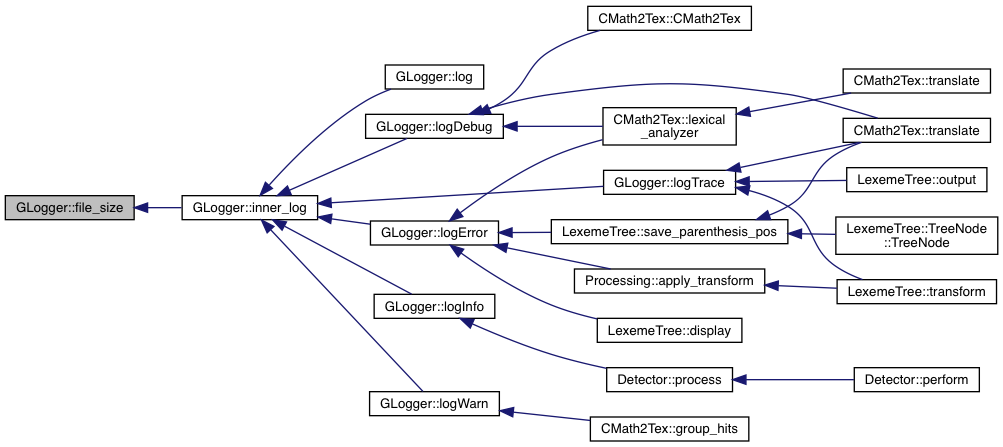 GLogger::file_size
GLogger::inner_log
GLogger::log
GLogger::logDebug
GLogger::logTrace
GLogger::logError
GLogger::logInfo
GLogger::logWarn
CMath2Tex::CMath2Tex
CMath2Tex::lexical
_analyzer
LexemeTree::save_parenthesis_pos
Processing::apply_transform
LexemeTree::display
Detector::process
CMath2Tex::group_hits
CMath2Tex::translate
CMath2Tex::translate
LexemeTree::output
LexemeTree::TreeNode
::TreeNode
LexemeTree::transform
Detector::perform